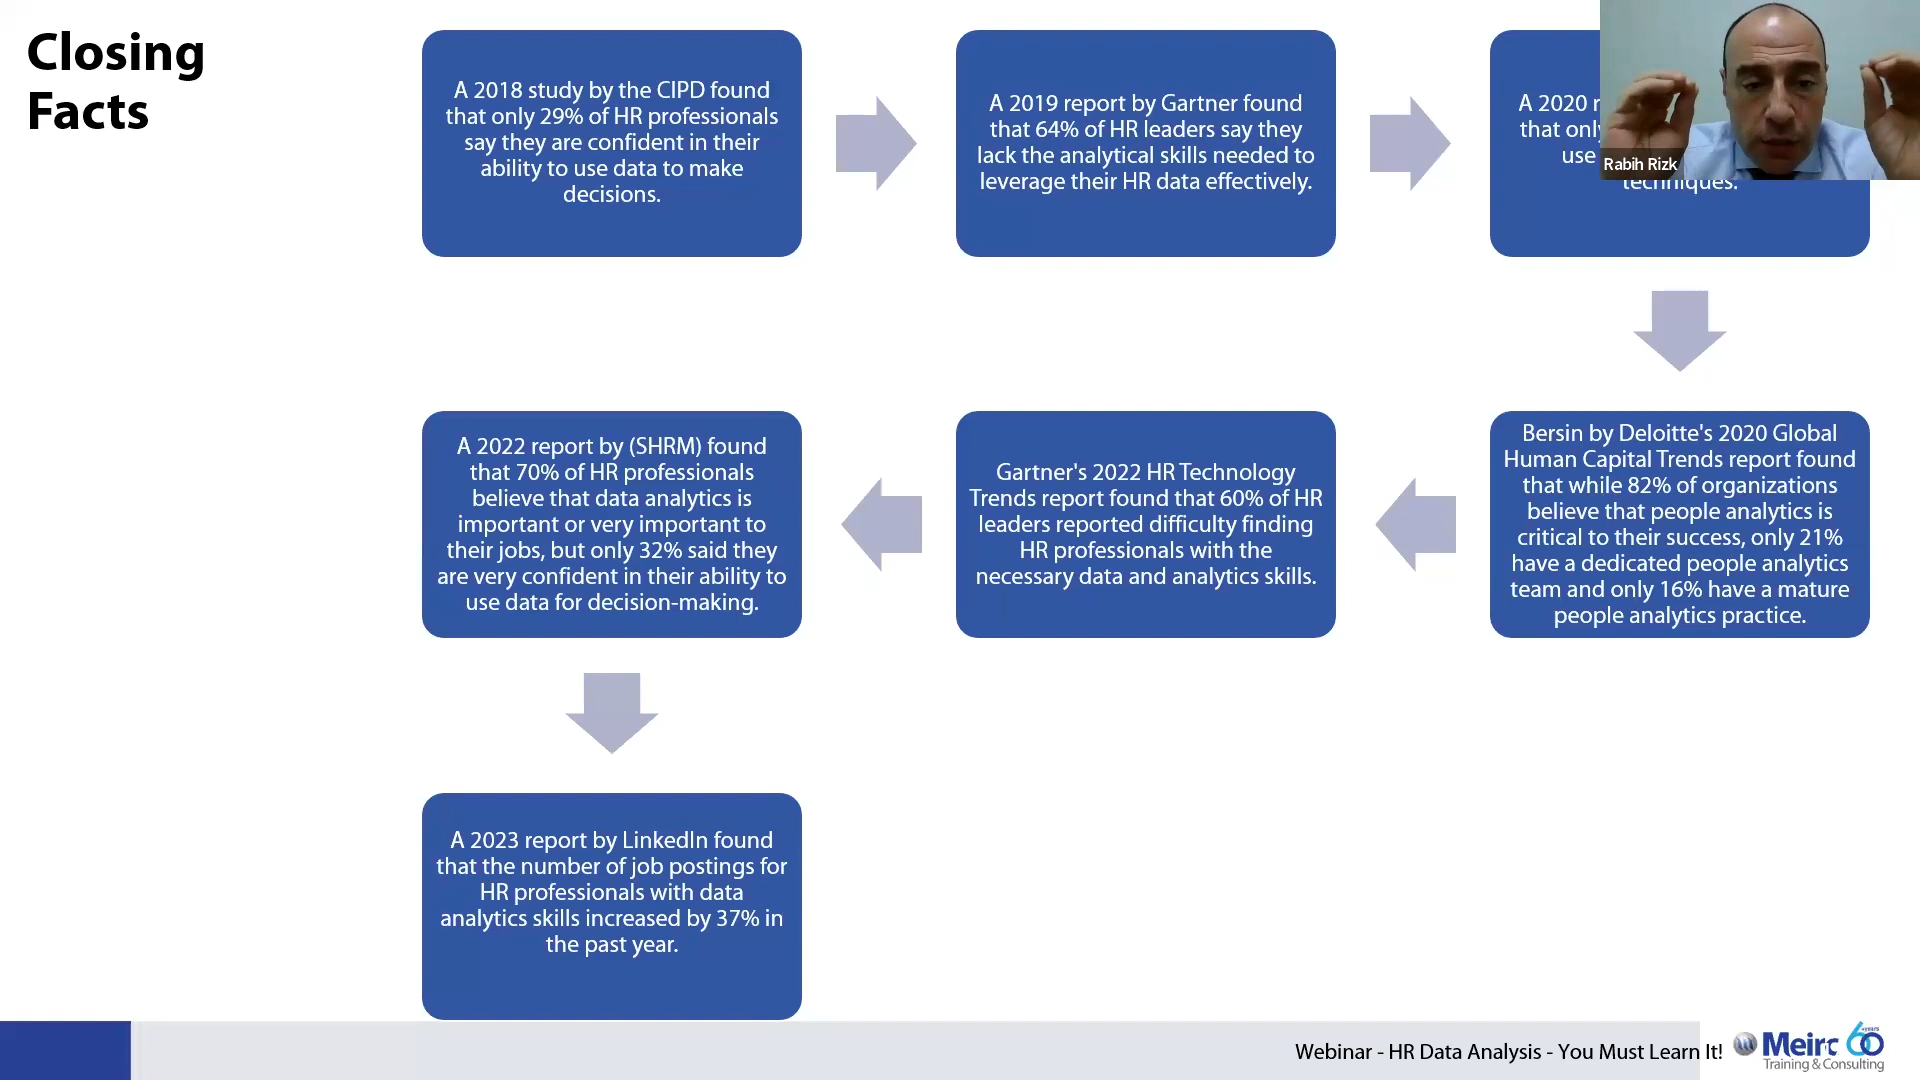 Closing
Facts
A 2018 study by the CIPD found
that only 29% of HR professionals
say they are confident in their
ability to use data to make
decisions.
A 2019 report by Gartner found
that 64% of HR leaders say they
lack the analytical skills needed to
leverage their HR data effectively.
A 2020
that only
use
techniques.
Rabih Rizk
Bersin by Deloitte's 2020 Global
Human Capital Trends report found
that while 82% of organizations
believe that people analytics is
critical to their success, only 21%
have a dedicated people analytics
team and only 16% have a mature
people analytics practice.
Gartner's 2022 HR Technology
Trends report found that 60% of HR
leaders reported difficulty finding
HR professionals with the
necessary data and analytics skills.
A 2022 report by (SHRM) found
that 70% of HR professionals
believe that data analytics is
important or very important to
their jobs, but only 32% said they
are very confident in their ability to
use data for decision-making.
A 2023 report by LinkedIn found
that the number of job postings for
HR professionals with data
analytics skills increased by 37% in
the past year.
Webinar - HR Data Analysis - You Must Learn It!
Meirc 60 years
Training & Consulting